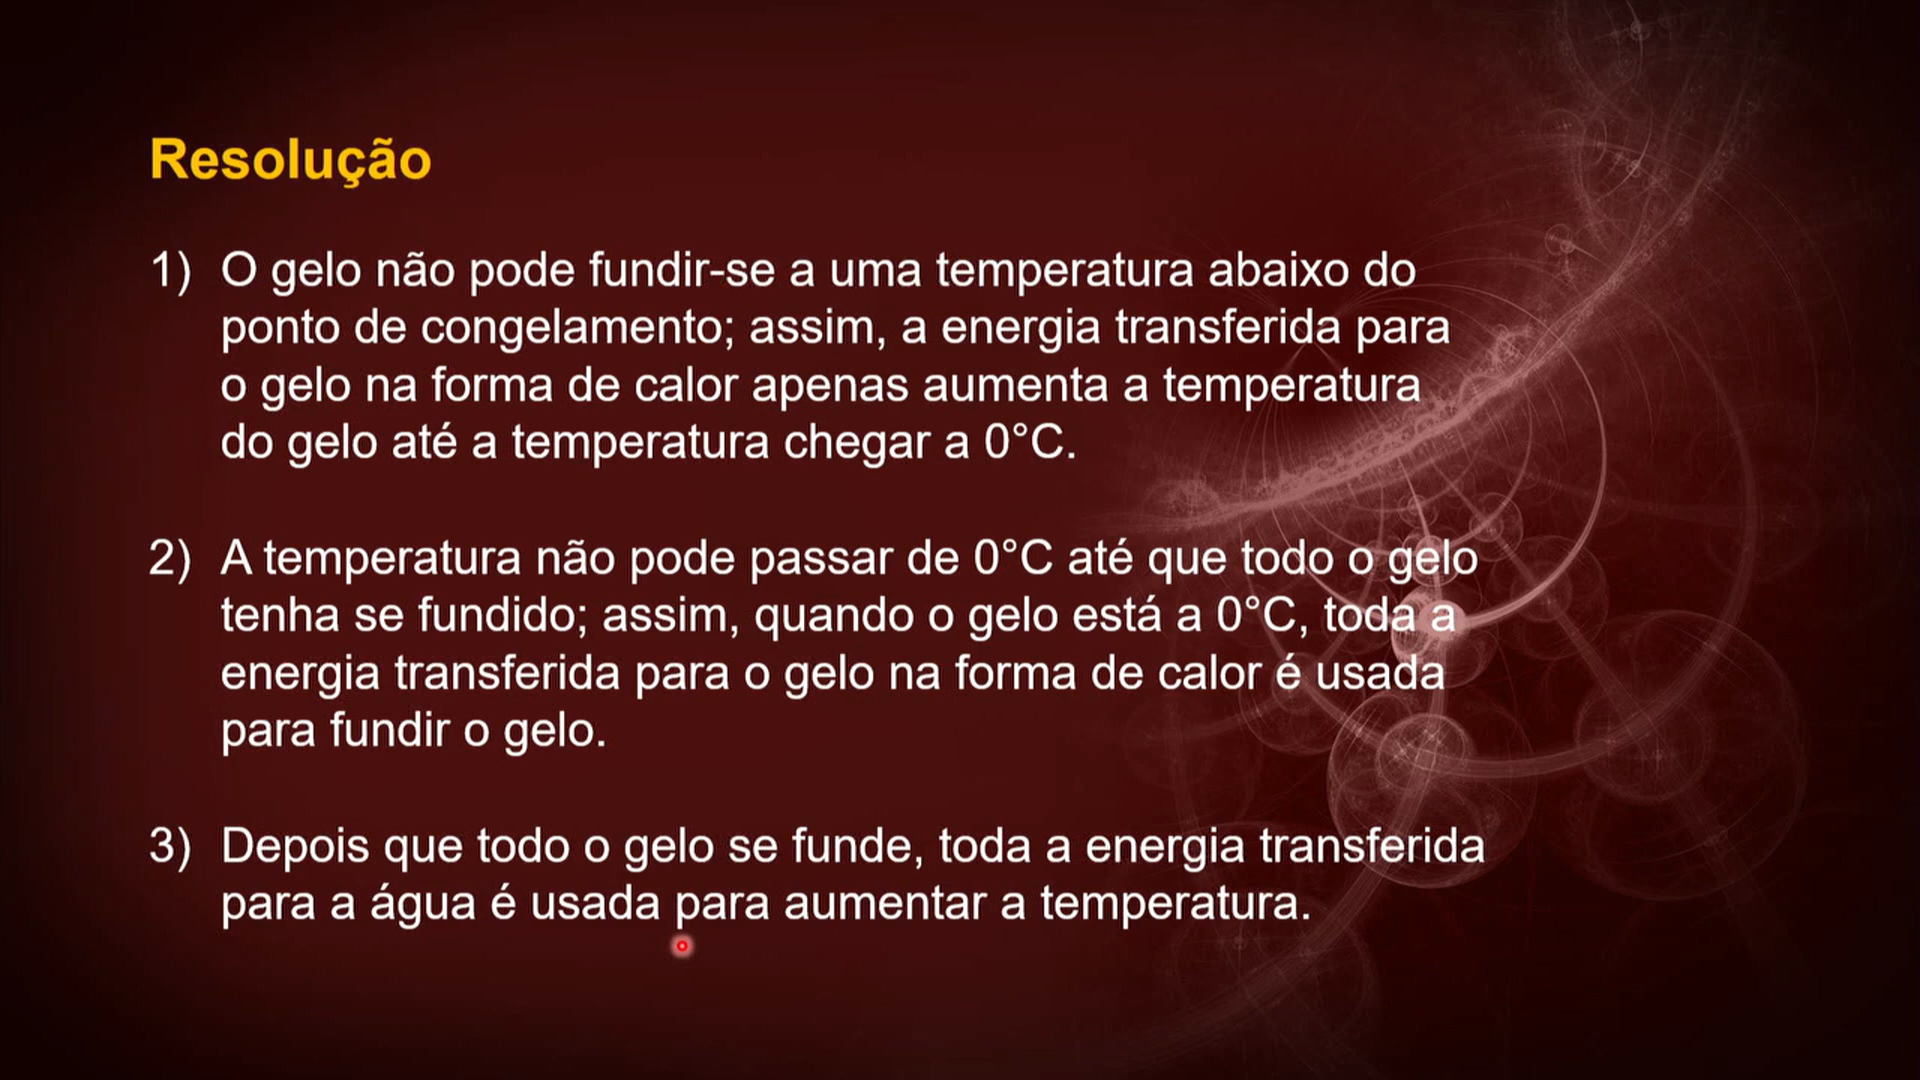 Resolução
1) O gelo não pode fundir-se a uma temperatura abaixo do
ponto de congelamento; assim, a energia transferida para
o gelo na forma de calor apenas aumenta a temperatura
do gelo até a temperatura chegar a 0°C.
2) A temperatura não pode passar de 0°C até que todo o gelo
tenha se fundido; assim, quando o gelo está a 0°C, toda a
energia transferida para o gelo na forma de calor é usada
para fundir o gelo.
3) Depois que todo o gelo se funde, toda a energia transferida
para a água é usada para aumentar a temperatura.